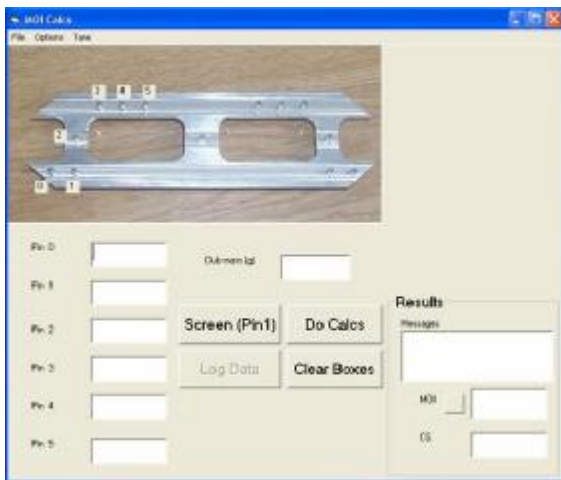 MOI Calcs
File Options Tune
3 4 5
2
0 1
Pin 0
Pin 1
Pin 2
Pin 3
Pin 4
Pin 5
Club mass (g)
Screen (Pin1)
Do Calcs
Log Data
Clear Boxes
Results
Messages
MOI
CG